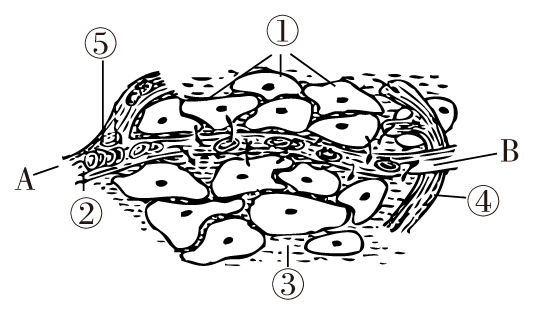 ⑤
①
A
B
②
④
③